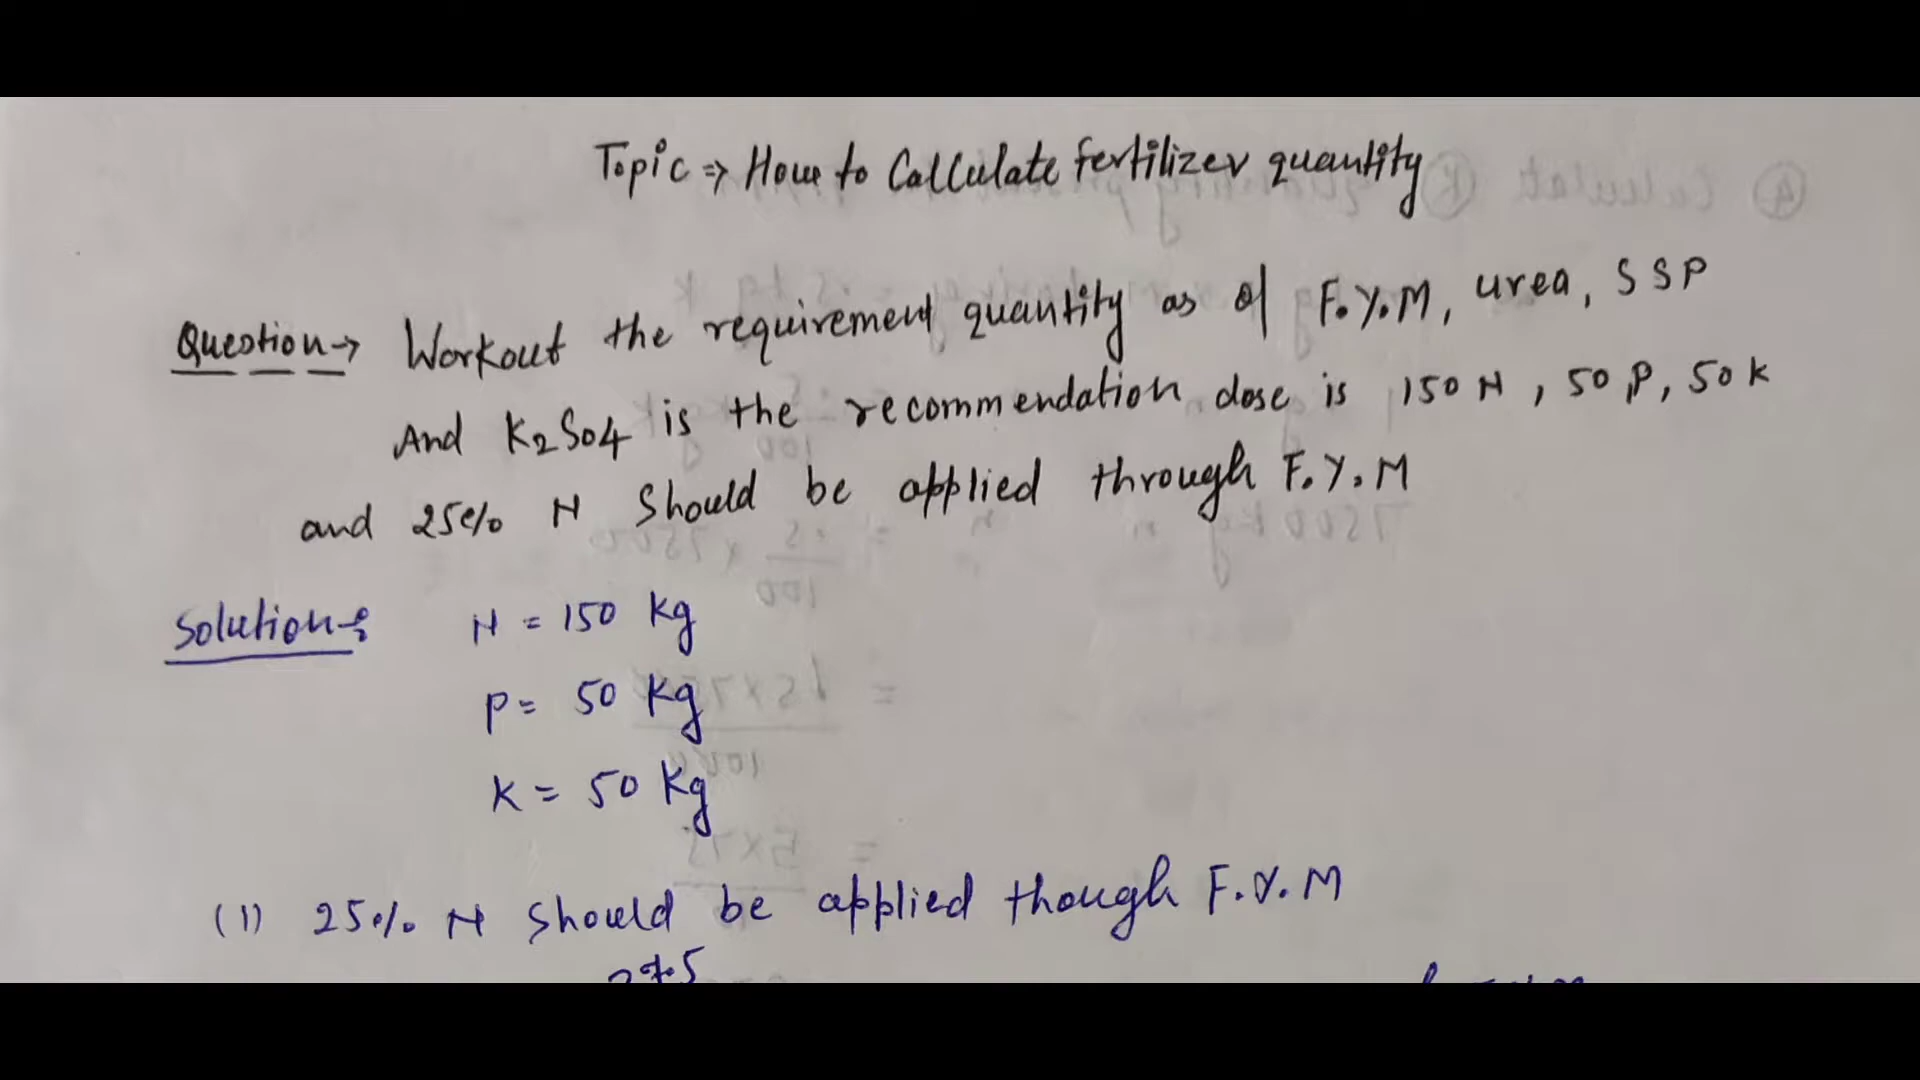 Topic ⇒ How to Calculate fertilizer quantity
Question → Workout the requirement quantity as of F.Y.M, urea, SSP
And K2SO4 is the recommendation dose is 150 N, 50 P, 50 K
and 25% N should be applied through F.Y.M
Solution :
N = 150 kg
P = 50 kg
K = 50 kg
(1) 25% N should be applied though F.Y.M